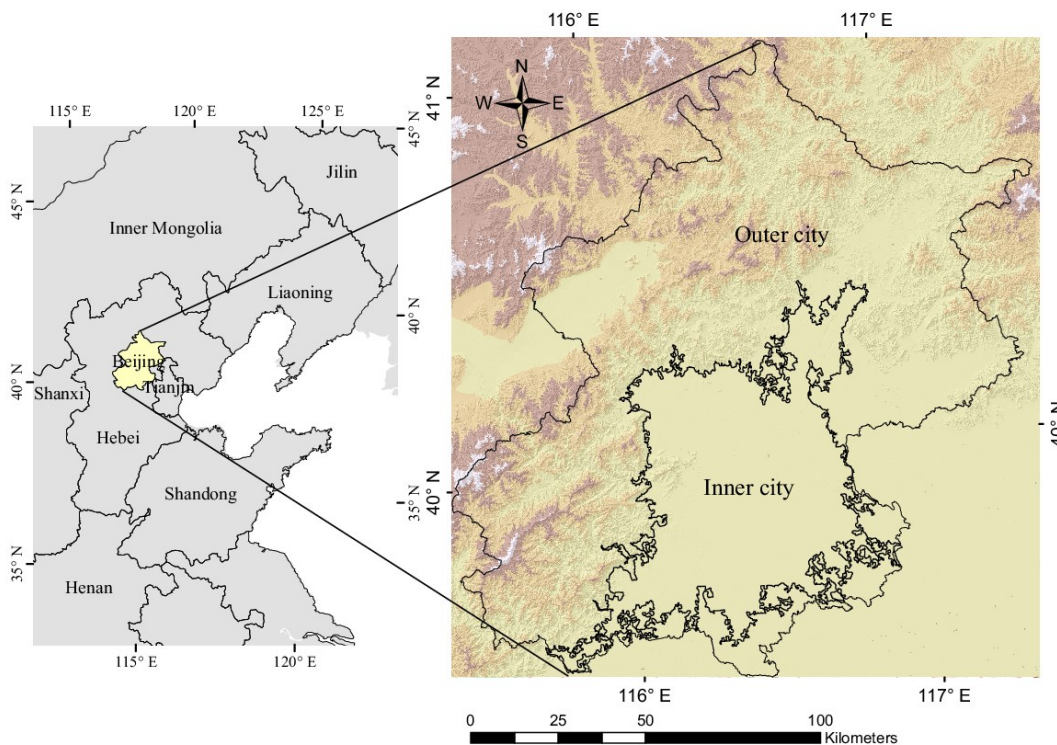 116° E 117° E
N
W E
S
41° N
115° E 120° E 125° E
45° N
Jilin
45° N
Inner Mongolia
Outer city
Liaoning
40° N
Beijing
40° N
Shanxi
Tianjin
40° N
Hebei
Inner city
Shandong
35° N
40° N
35° N
Henan
115° E 120° E
116° E 117° E
0 25 50 100
Kilometers